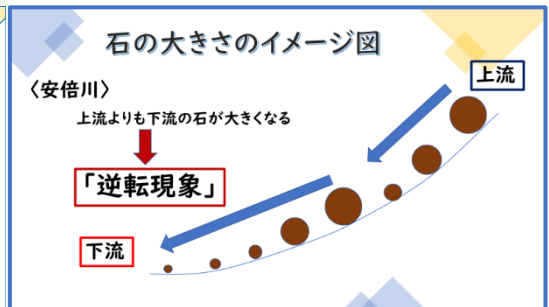 石の大きさのイメージ図
上流
〈安倍川〉
上流よりも下流の石が大きくなる
「逆転現象」
下流